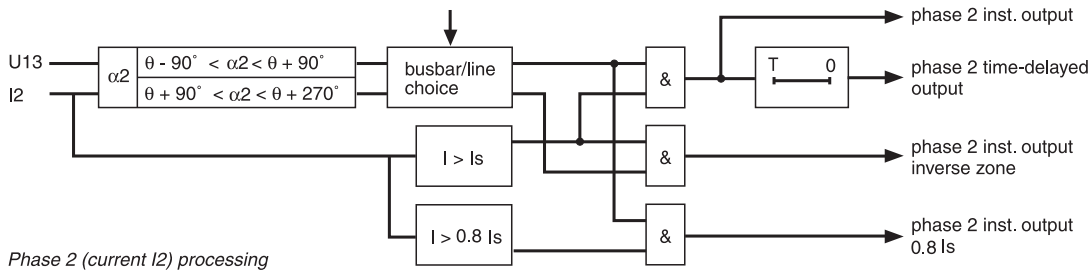 phase 2 inst. output
U13
α2
θ - 90° < α2 < θ + 90°
θ + 90° < α2 < θ + 270°
busbar/line
choice
&
T 0
phase 2 time-delayed
output
I2
I > Is
&
phase 2 inst. output
inverse zone
I > 0.8 Is
&
phase 2 inst. output
0.8 Is
Phase 2 (current I2) processing